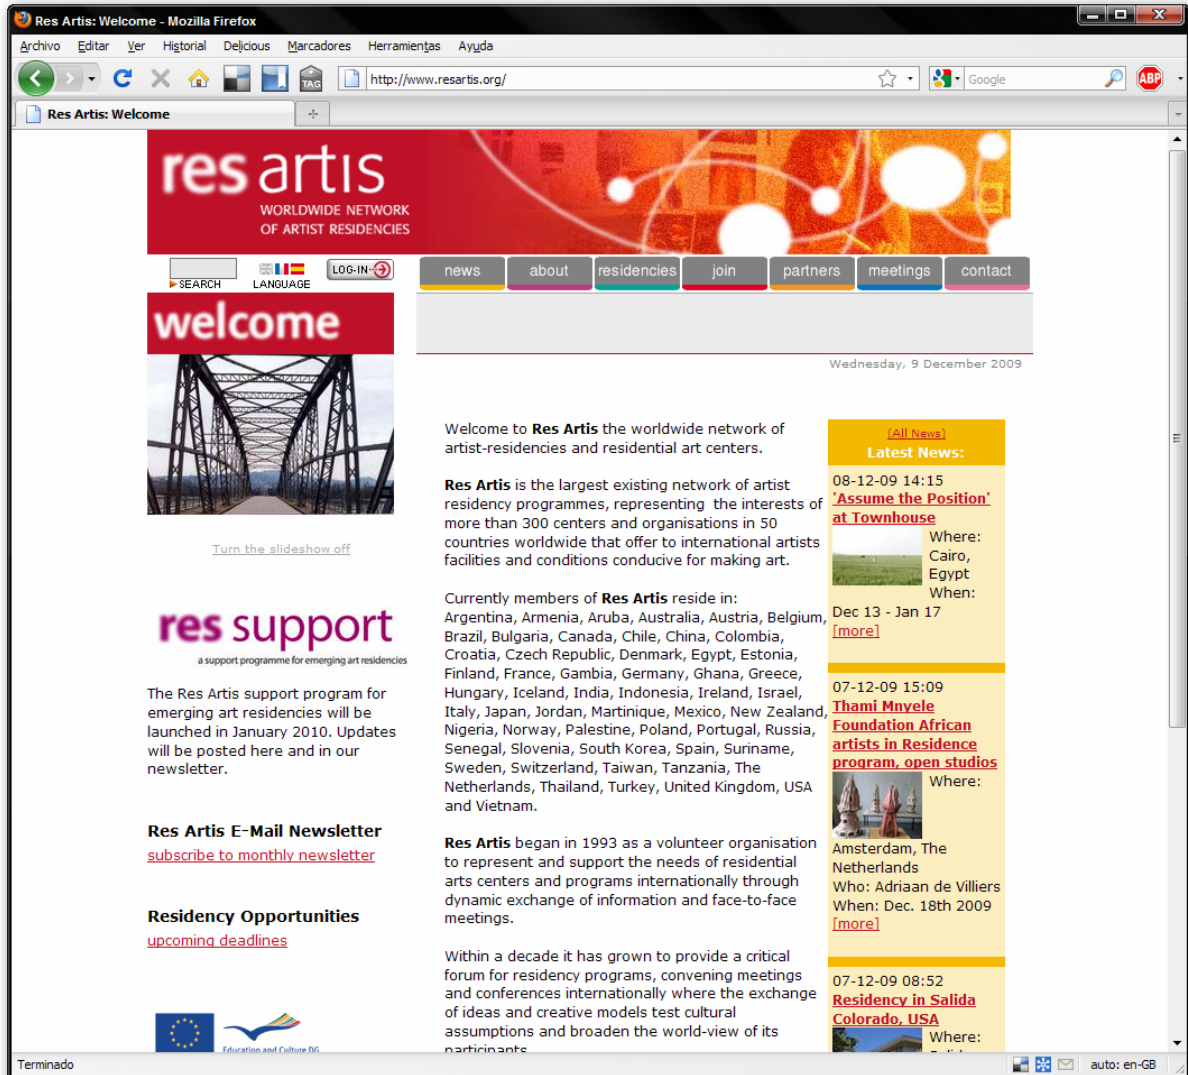 Res Artis: Welcome - Mozilla Firefox
Archivo Editar Ver Historial Delicious Marcadores Herramientas Ayuda
TAG
http://www.resartis.org/
Google
ABP
Res Artis: Welcome
res artis
WORLDWIDE NETWORK
OF ARTIST RESIDENCIES
SEARCH
LANGUAGE
LOG-IN
news about residencies join partners meetings contact
welcome
Wednesday, 9 December 2009
Turn the slideshow off
res support
a support programme for emerging art residencies
The Res Artis support program for
emerging art residencies will be
launched in January 2010. Updates
will be posted here and in our
newsletter.
Res Artis E-Mail Newsletter
subscribe to monthly newsletter
Residency Opportunities
upcoming deadlines
Education and Culture DG
Welcome to Res Artis the worldwide network of
artist-residencies and residential art centers.
Res Artis is the largest existing network of artist
residency programmes, representing the interests of
more than 300 centers and organisations in 50
countries worldwide that offer to international artists
facilities and conditions conducive for making art.
Currently members of Res Artis reside in:
Argentina, Armenia, Aruba, Australia, Austria, Belgium,
Brazil, Bulgaria, Canada, Chile, China, Colombia,
Croatia, Czech Republic, Denmark, Egypt, Estonia,
Finland, France, Gambia, Germany, Ghana, Greece,
Hungary, Iceland, India, Indonesia, Ireland, Israel,
Italy, Japan, Jordan, Martinique, Mexico, New Zealand,
Nigeria, Norway, Palestine, Poland, Portugal, Russia,
Senegal, Slovenia, South Korea, Spain, Suriname,
Sweden, Switzerland, Taiwan, Tanzania, The
Netherlands, Thailand, Turkey, United Kingdom, USA
and Vietnam.
Res Artis began in 1993 as a volunteer organisation
to represent and support the needs of residential
arts centers and programs internationally through
dynamic exchange of information and face-to-face
meetings.
Within a decade it has grown to provide a critical
forum for residency programs, convening meetings
and conferences internationally where the exchange
of ideas and creative models test cultural
assumptions and broaden the world-view of its
participants
(All News)
Latest News:
08-12-09 14:15
'Assume the Position'
at Townhouse
Where:
Cairo,
Egypt
When:
Dec 13 - Jan 17
[more]
07-12-09 15:09
Thami Mnyele
Foundation African
artists in Residence
program, open studios
Where:
Amsterdam, The
Netherlands
Who: Adriaan de Villiers
When: Dec. 18th 2009
[more]
07-12-09 08:52
Residency in Salida
Colorado, USA
Where:
Terminado
auto: en-GB